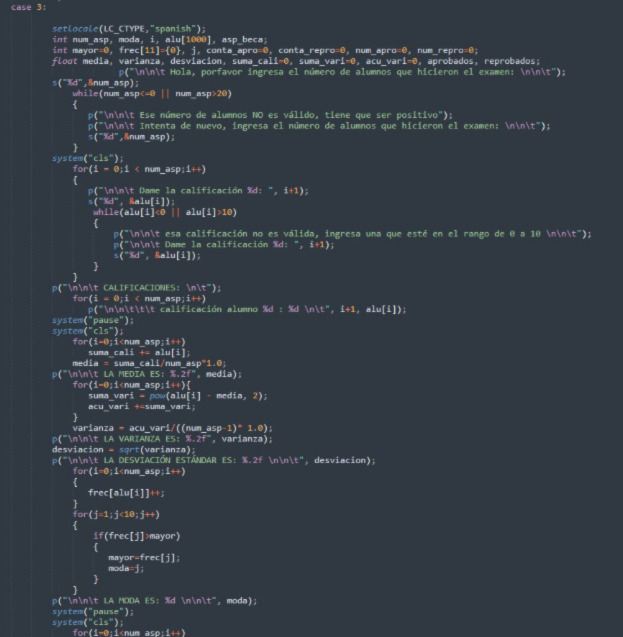 case 3:
setlocale(LC_CTYPE,"spanish");
int num_asp, moda, i, alu[1000], asp_beca;
int mayor=0, frec[11]={0}, j, conta_apro=0, conta_repro=0, num_apro=0, num_repro=0;
float media, varianza, desviacion, suma_cali=0, suma_vari=0, acu_vari=0, aprobados, reprobados;
p("\n\n\t Hola, porfavor ingresa el número de alumnos que hicieron el examen: \n\n\t");
s("%d",&num_asp);
while(num_asp<=0 || num_asp>20)
{
p("\n\n\t Ese número de alumnos NO es válido, tiene que ser positivo");
p("\n\n\t Intenta de nuevo, ingresa el número de alumnos que hicieron el examen: \n\n\t");
s("%d",&num_asp);
}
system("cls");
for(i = 0;i < num_asp;i++)
{
p("\n\n\t Dame la calificación %d: ", i+1);
s("%d", &alu[i]);
while(alu[i]<0 || alu[i]>10)
{
p("\n\n\t esa calificación no es válida, ingresa una que esté en el rango de 0 a 10 \n\n\t");
p("\n\n\t Dame la calificación %d: ", i+1);
s("%d", &alu[i]);
}
}
p("\n\n\t CALIFICACIONES: \n\t");
for(i = 0;i < num_asp;i++)
p("\n\n\t\t\t calificación alumno %d : %d \n\t", i+1, alu[i]);
system("pause");
system("cls");
for(i=0;i<num_asp;i++)
suma_cali += alu[i];
media = suma_cali/num_asp*1.0;
p("\n\n\t LA MEDIA ES: %.2f", media);
for(i=0;i<num_asp;i++){
suma_vari = pow(alu[i] - media, 2);
acu_vari +=suma_vari;
}
varianza = acu_vari/((num_asp-1)* 1.0);
p("\n\n\t LA VARIANZA ES: %.2f", varianza);
desviacion = sqrt(varianza);
p("\n\n\t LA DESVIACIÓN ESTÁNDAR ES: %.2f \n\n\t", desviacion);
for(i=0;i<num_asp;i++)
{
frec[alu[i]]++;
}
for(j=1;j<10;j++)
{
if(frec[j]>mayor)
{
mayor=frec[j];
moda=j;
}
}
p("\n\n\t LA MODA ES: %d \n\n\t", moda);
system("pause");
system("cls");
for(i=0;i<num_asp;i++)